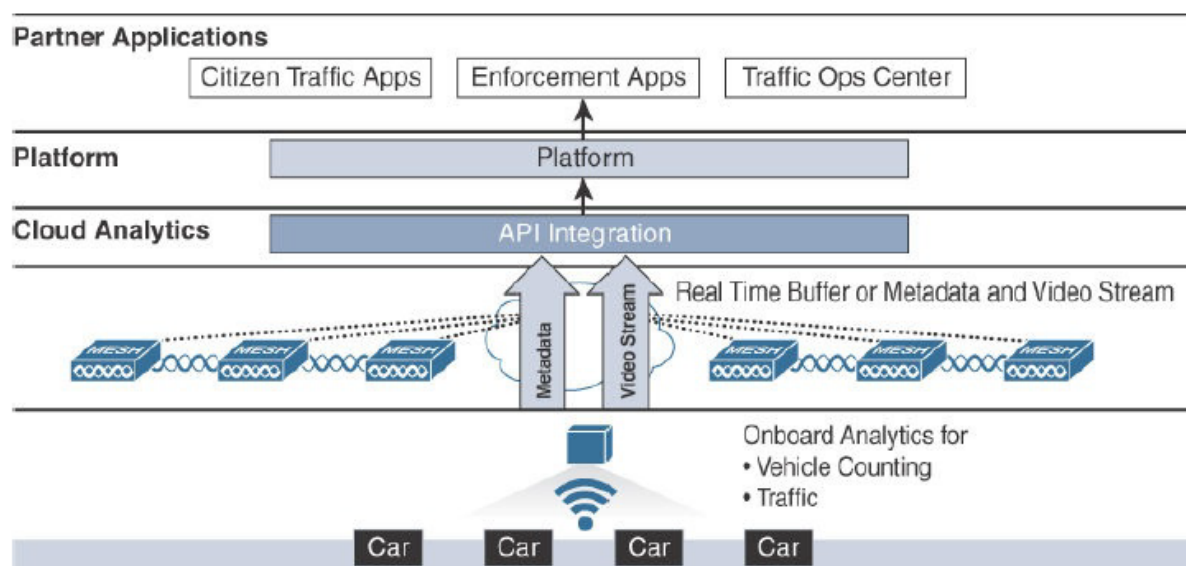 Partner Applications
Citizen Traffic Apps
Enforcement Apps
Traffic Ops Center
Platform
Platform
Cloud Analytics
API Integration
Real Time Buffer or Metadata and Video Stream
MESH
MESH
MESH
Metadata
Video Stream
MESH
MESH
MESH
Onboard Analytics for
• Vehicle Counting
• Traffic
Car
Car
Car
Car